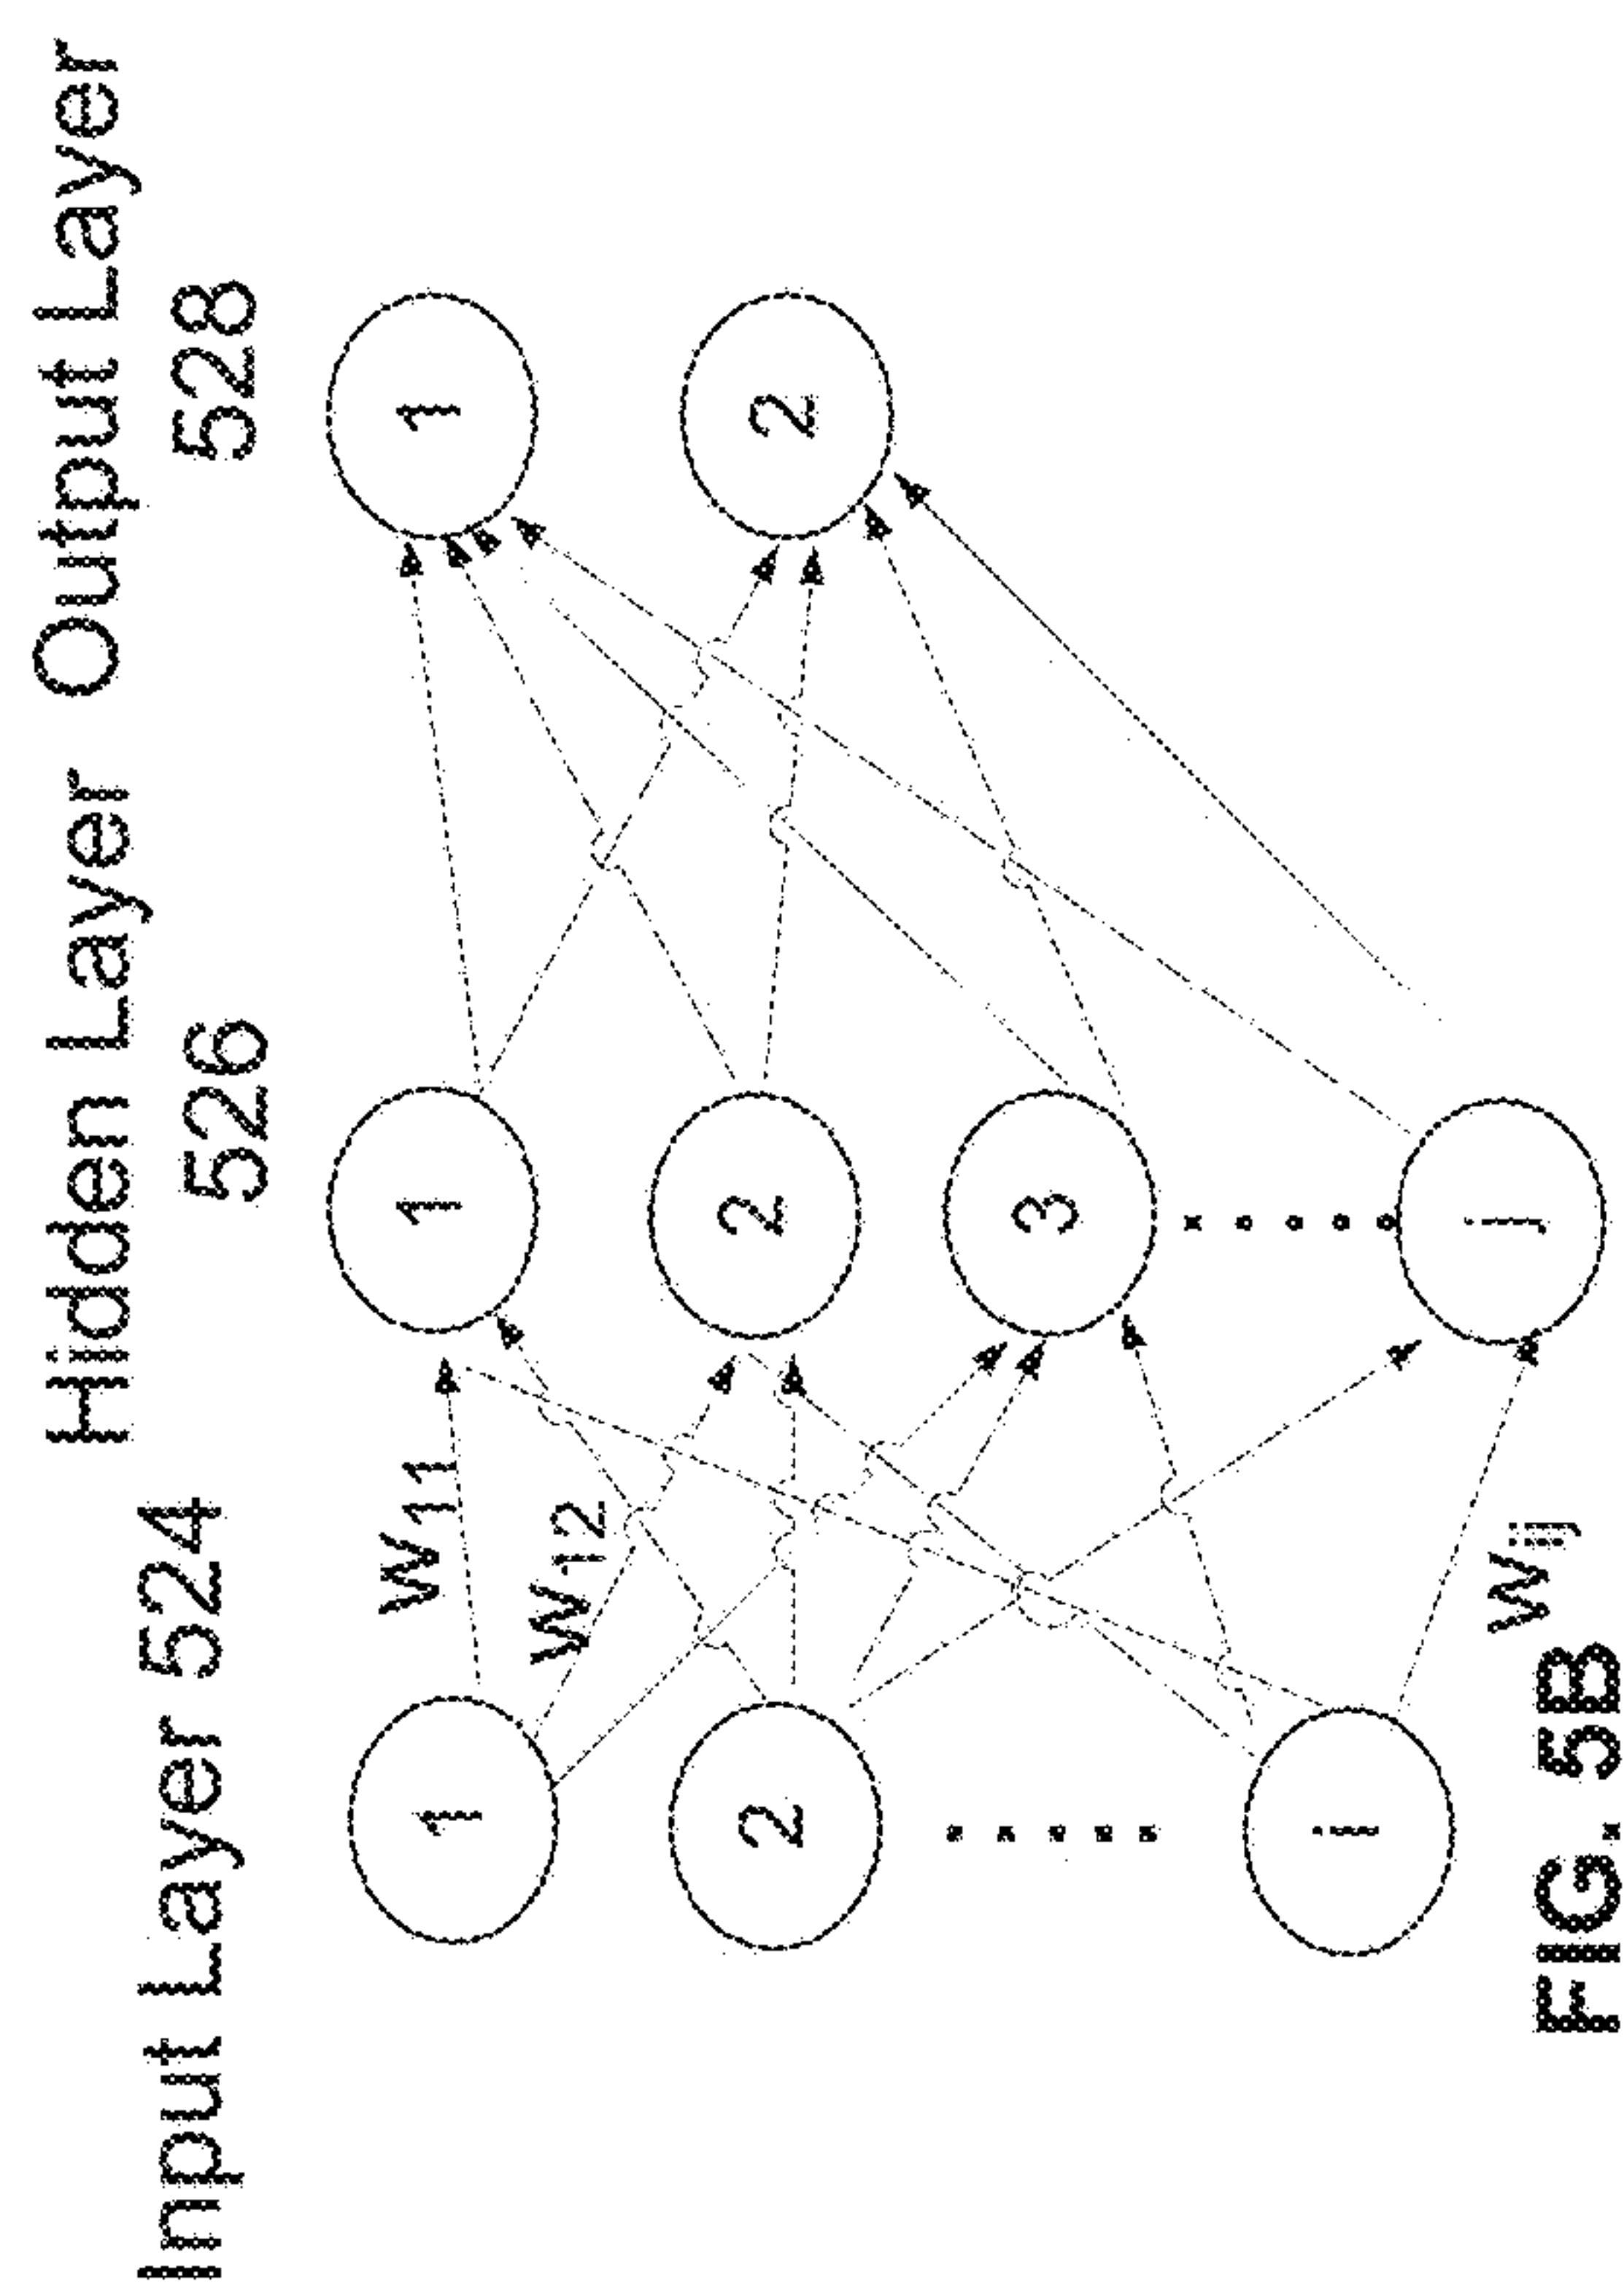 Input Layer 524
Hidden Layer
526
Output Layer
528
1
1
1
W11
W12
2
2
2
3
i
j
Wij
FIG. 5B